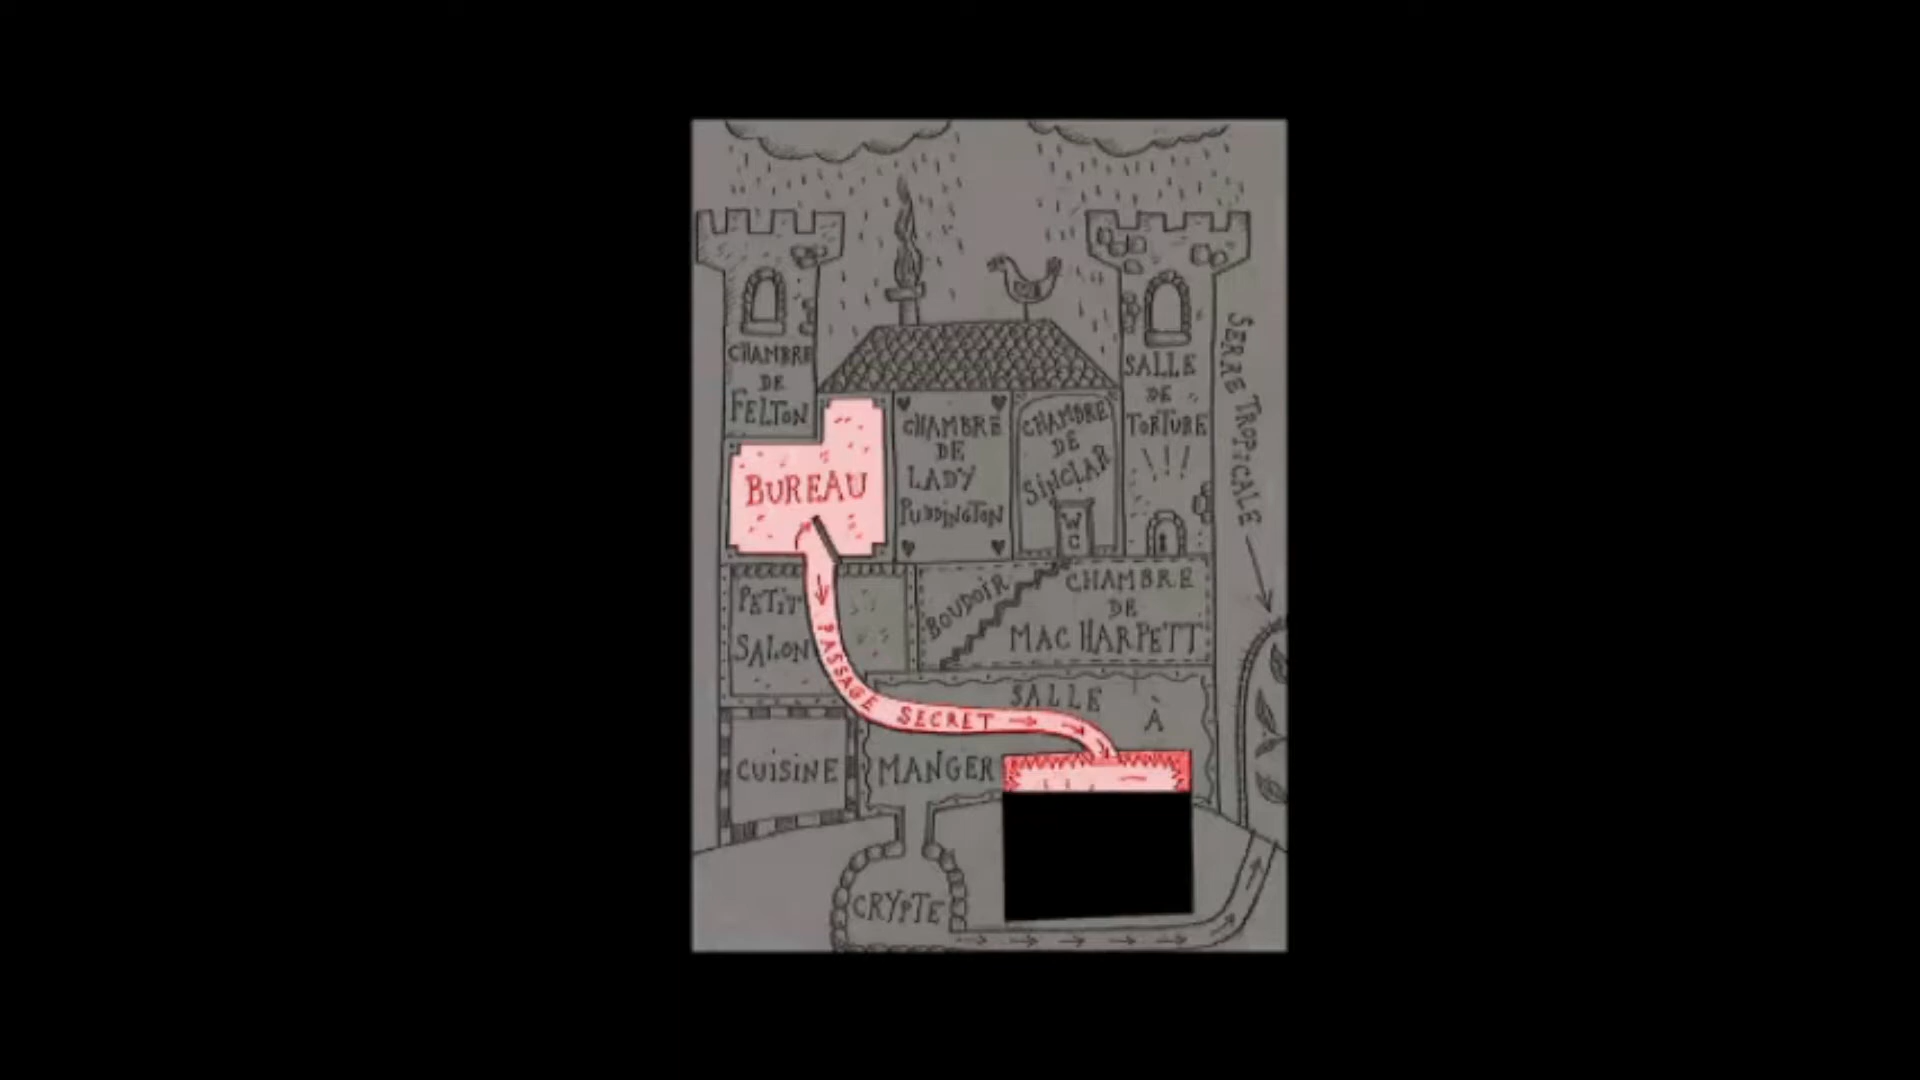 CHAMBRE
DE
FELTON
BUREAU
CHAMBRE
DE
LADY
PUDDINGTON
CHAMBRE
DE
SINCLAR
WC
SALLE
DE
TORTURE
!!!
SERRE TROPICALE
PETIT
SALON
BOUDOIR
CHAMBRE
DE
MAC HARPETT
PASSAGE SECRET
SALLE À
MANGER
CUISINE
CRYPTE